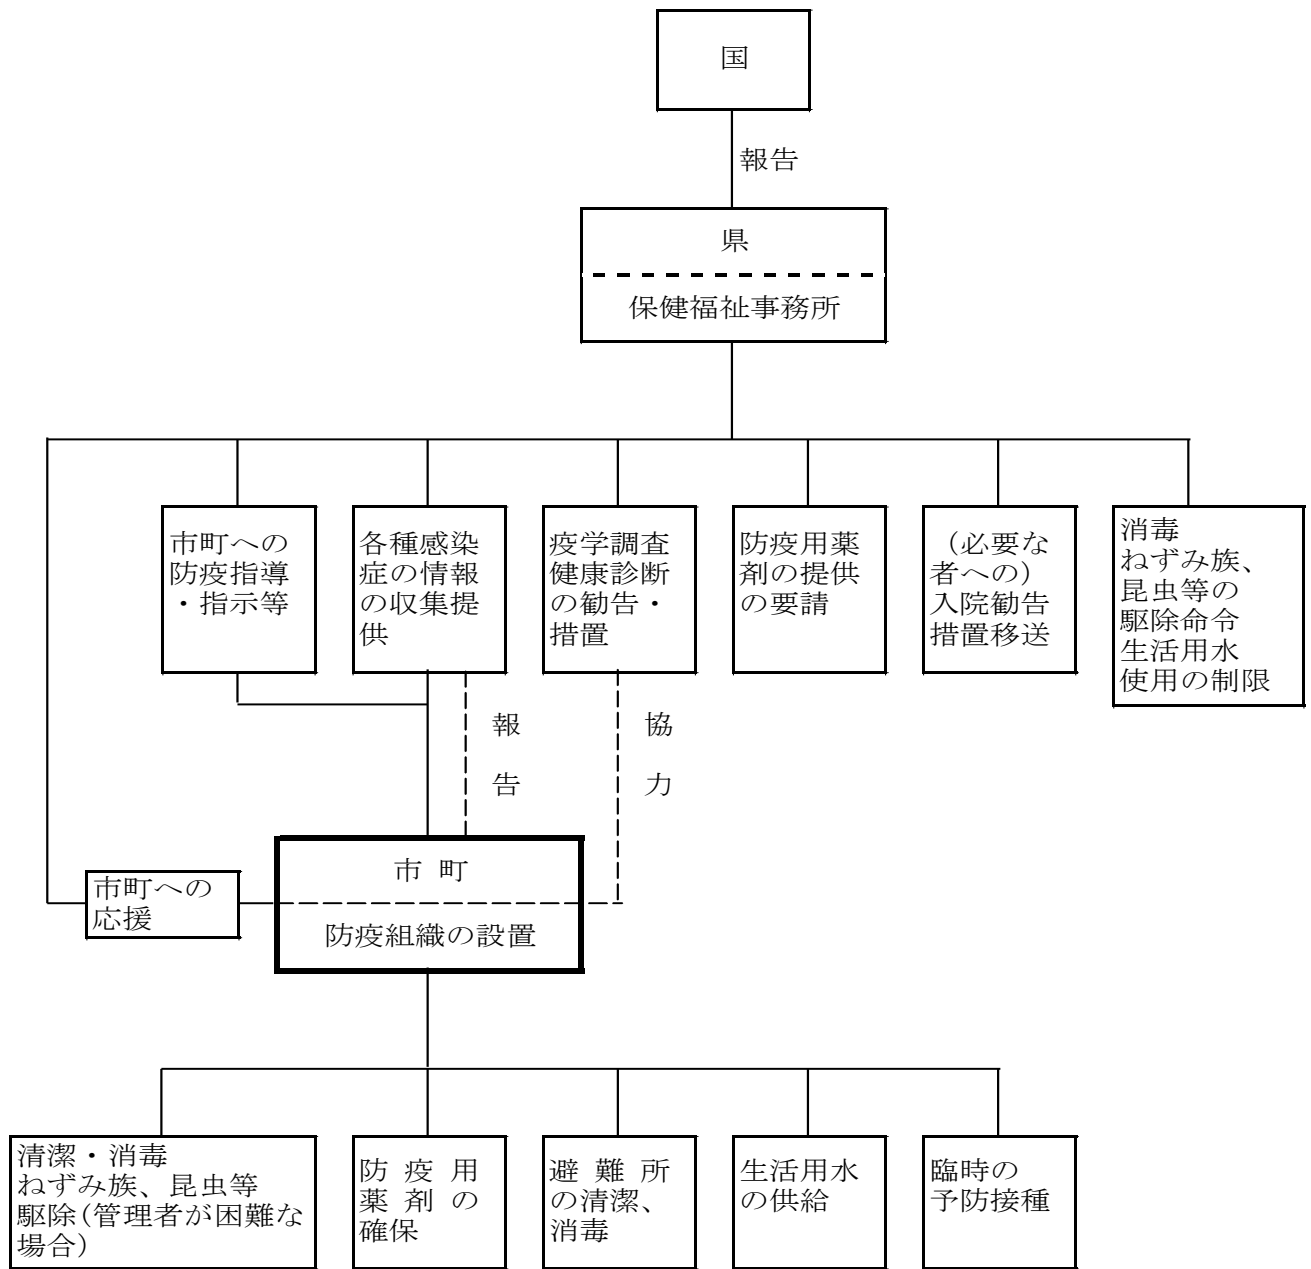 国
報告
県
保健福祉事務所
市町への
防疫指導
・指示等
各種感染
症の情報
の収集提
供
疫学調査
健康診断
の勧告・
措置
防疫用薬
剤の提供
の要請
（必要な
者への）
入院勧告
措置移送
消毒
ねずみ族、
昆虫等の
駆除命令
生活用水
使用の制限
報
告
協
力
市町への
応援
市 町
防疫組織の設置
清潔・消毒
ねずみ族、昆虫等
駆除(管理者が困難な
場合)
防 疫 用
薬 剤 の
確保
避 難 所
の清潔、
消毒
生活用水
の供給
臨時の
予防接種